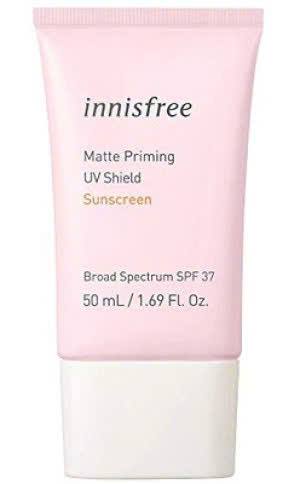 innisfree
Matte Priming
UV Shield
Sunscreen
Broad Spectrum SPF 37
50 mL / 1.69 Fl. Oz.